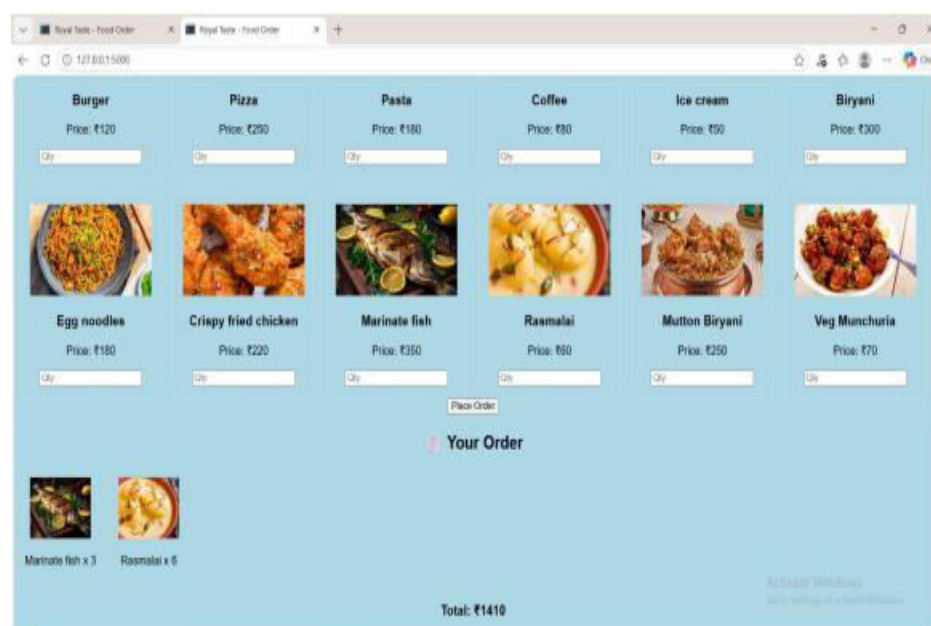 Royal Taste - Food Order Royal Taste - Food Order
127.0.0.1:5000
Burger Pizza Pasta Coffee Ice cream Biryani
Price: ₹120 Price: ₹250 Price: ₹180 Price: ₹80 Price: ₹50 Price: ₹300
Qty Qty Qty Qty Qty Qty
Egg noodles Crispy fried chicken Marinate fish Rasmalai Mutton Biryani Veg Munchuria
Price: ₹180 Price: ₹220 Price: ₹350 Price: ₹60 Price: ₹250 Price: ₹70
Qty Qty Qty Qty Qty Qty
Place Order
Your Order
Marinate fish x 3 Rasmalai x 6
Activate Windows
Total: ₹1410